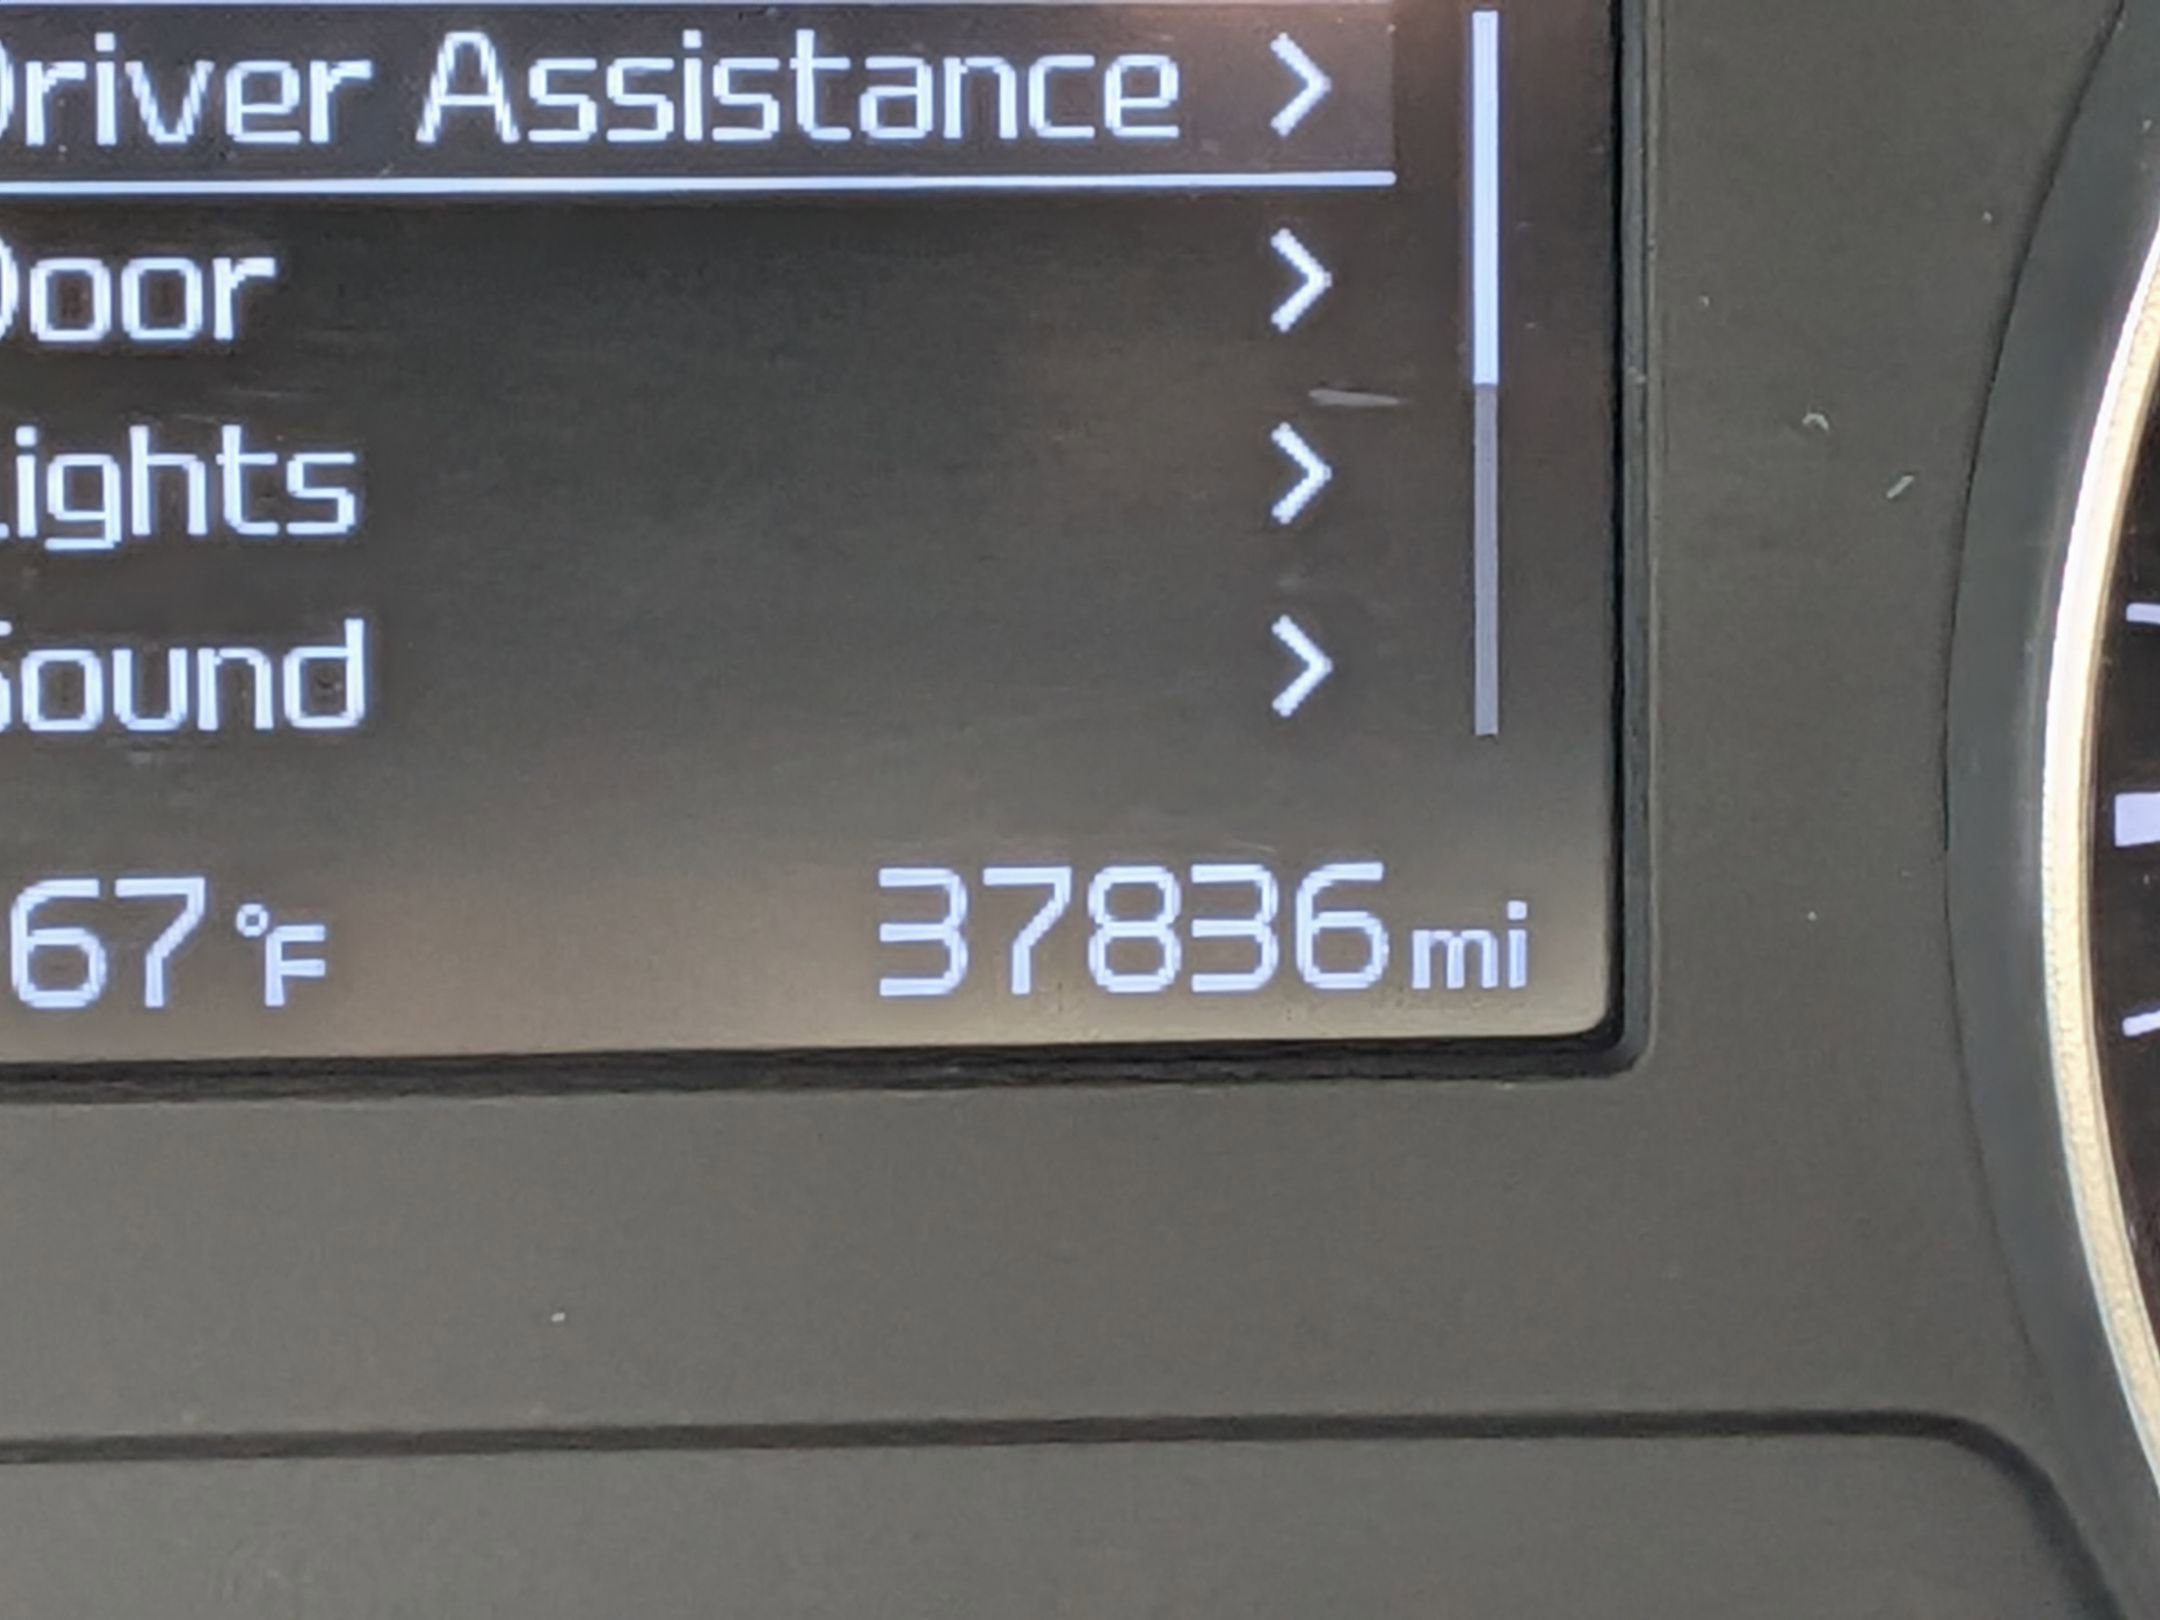 Driver Assistance >
Door >
Lights >
Sound >
67°F 37836 mi